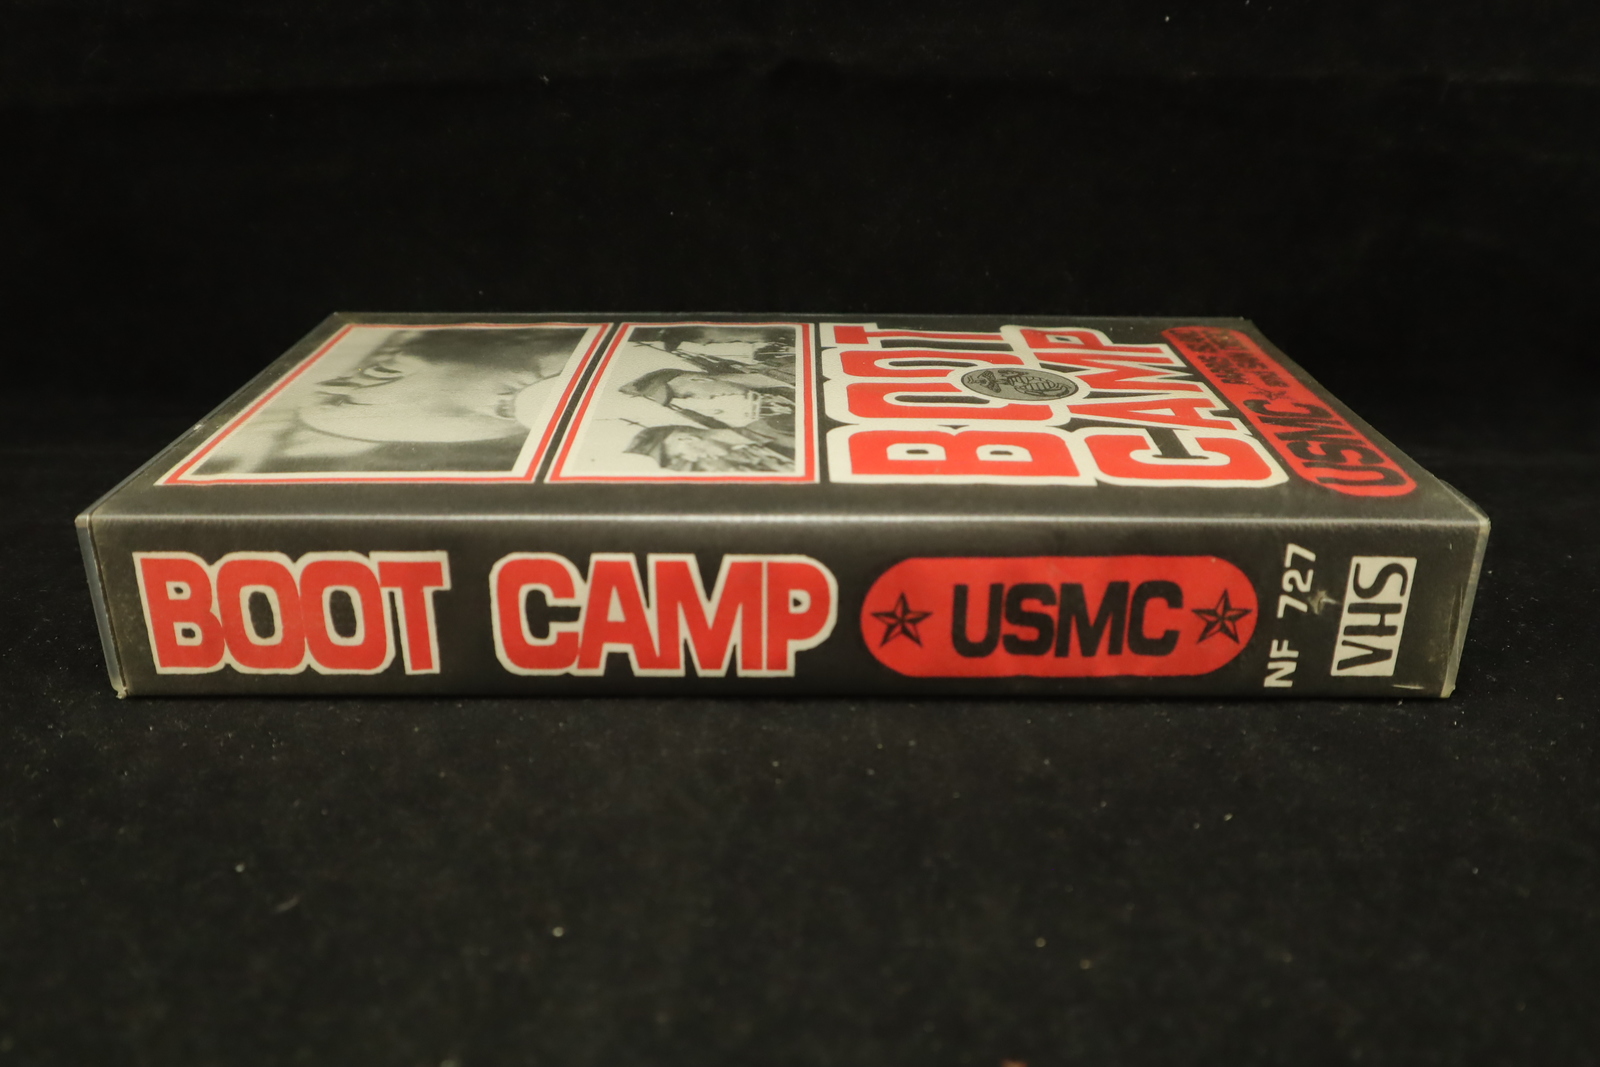 BOOT CAMP
USMC
NF 727
VHS
BOOT
CAMP
USMC